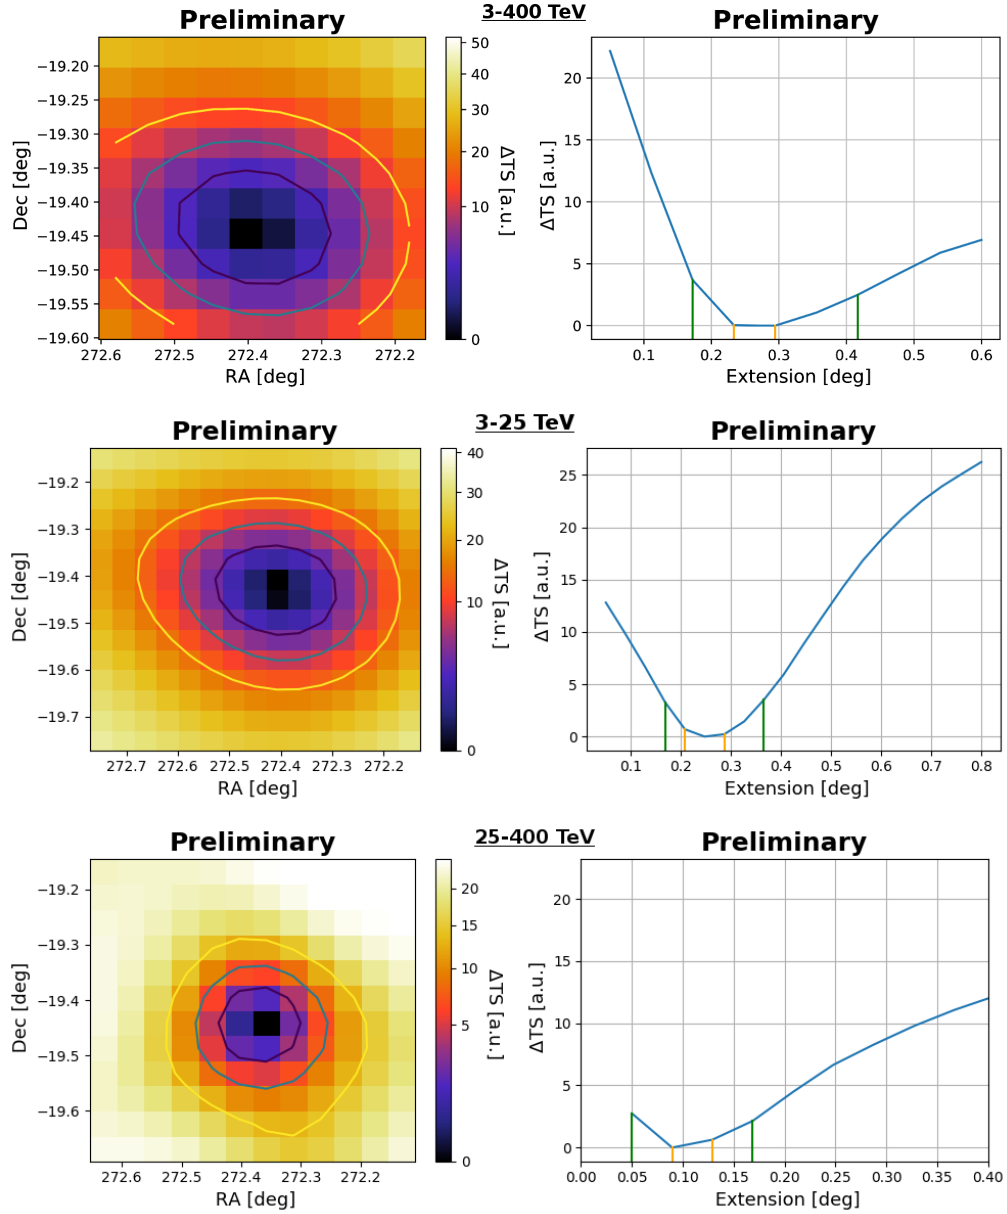 3-400 TeV
Preliminary
Preliminary
−19.20
−19.25
−19.30
−19.35
−19.40
−19.45
−19.50
−19.55
−19.60
Dec [deg]
272.6 272.5 272.4 272.3 272.2
RA [deg]
50
40
30
20
10
0
ΔTS [a.u.]
20
15
10
5
0
ΔTS [a.u.]
0.1 0.2 0.3 0.4 0.5 0.6
Extension [deg]
3-25 TeV
Preliminary
Preliminary
−19.2
−19.3
−19.4
−19.5
−19.6
−19.7
Dec [deg]
272.7 272.6 272.5 272.4 272.3 272.2
RA [deg]
40
30
20
10
0
ΔTS [a.u.]
25
20
15
10
5
0
ΔTS [a.u.]
0.1 0.2 0.3 0.4 0.5 0.6 0.7 0.8
Extension [deg]
25-400 TeV
Preliminary
Preliminary
−19.2
−19.3
−19.4
−19.5
−19.6
Dec [deg]
272.6 272.5 272.4 272.3 272.2
RA [deg]
20
15
10
5
0
ΔTS [a.u.]
20
15
10
5
0
ΔTS [a.u.]
0.00 0.05 0.10 0.15 0.20 0.25 0.30 0.35 0.40
Extension [deg]